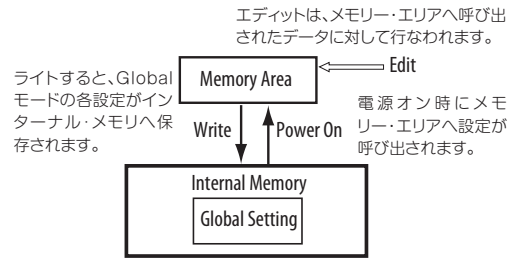 エディットは、メモリー・エリアへ呼び出
されたデータに対して行なわれます。
Edit
Memory Area
ライトすると、Global
モードの各設定がイン
ターナル・メモリへ保
存されます。
Write
Power On
電源オン時にメモ
リー・エリアへ設定が
呼び出されます。
Internal Memory
Global Setting